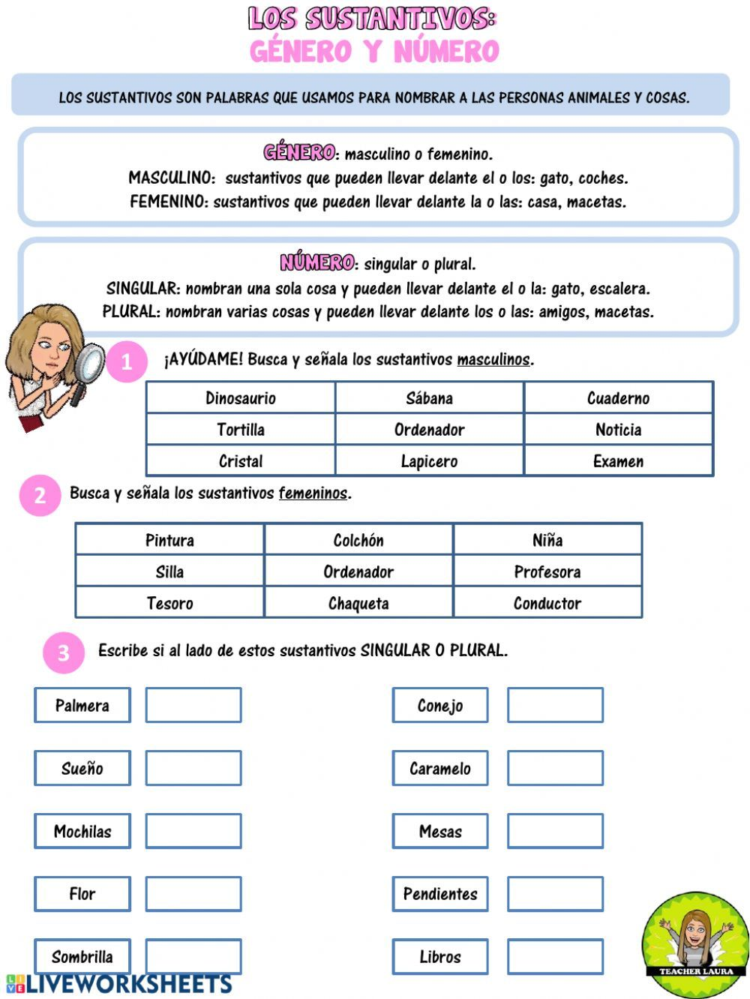 LOS SUSTANTIVOS:
GÉNERO Y NÚMERO
LOS SUSTANTIVOS SON PALABRAS QUE USAMOS PARA NOMBRAR A LAS PERSONAS ANIMALES Y COSAS.
GÉNERO: masculino o femenino.
MASCULINO: sustantivos que pueden llevar delante el o los: gato, coches.
FEMENINO: sustantivos que pueden llevar delante la o las: casa, macetas.
NÚMERO: singular o plural.
SINGULAR: nombran una sola cosa y pueden llevar delante el o la: gato, escalera.
PLURAL: nombran varias cosas y pueden llevar delante los o las: amigos, macetas.
1 ¡AYÚDAME! Busca y señala los sustantivos masculinos.
Dinosaurio Sábana Cuaderno
Tortilla Ordenador Noticia
Cristal Lapicero Examen
2 Busca y señala los sustantivos femeninos.
Pintura Colchón Niña
Silla Ordenador Profesora
Tesoro Chaqueta Conductor
3 Escribe si al lado de estos sustantivos SINGULAR O PLURAL.
Palmera Conejo
Sueño Caramelo
Mochilas Mesas
Flor Pendientes
Sombrilla Libros
TEACHER LAURA
LIVE LIVEWORKSHEETS